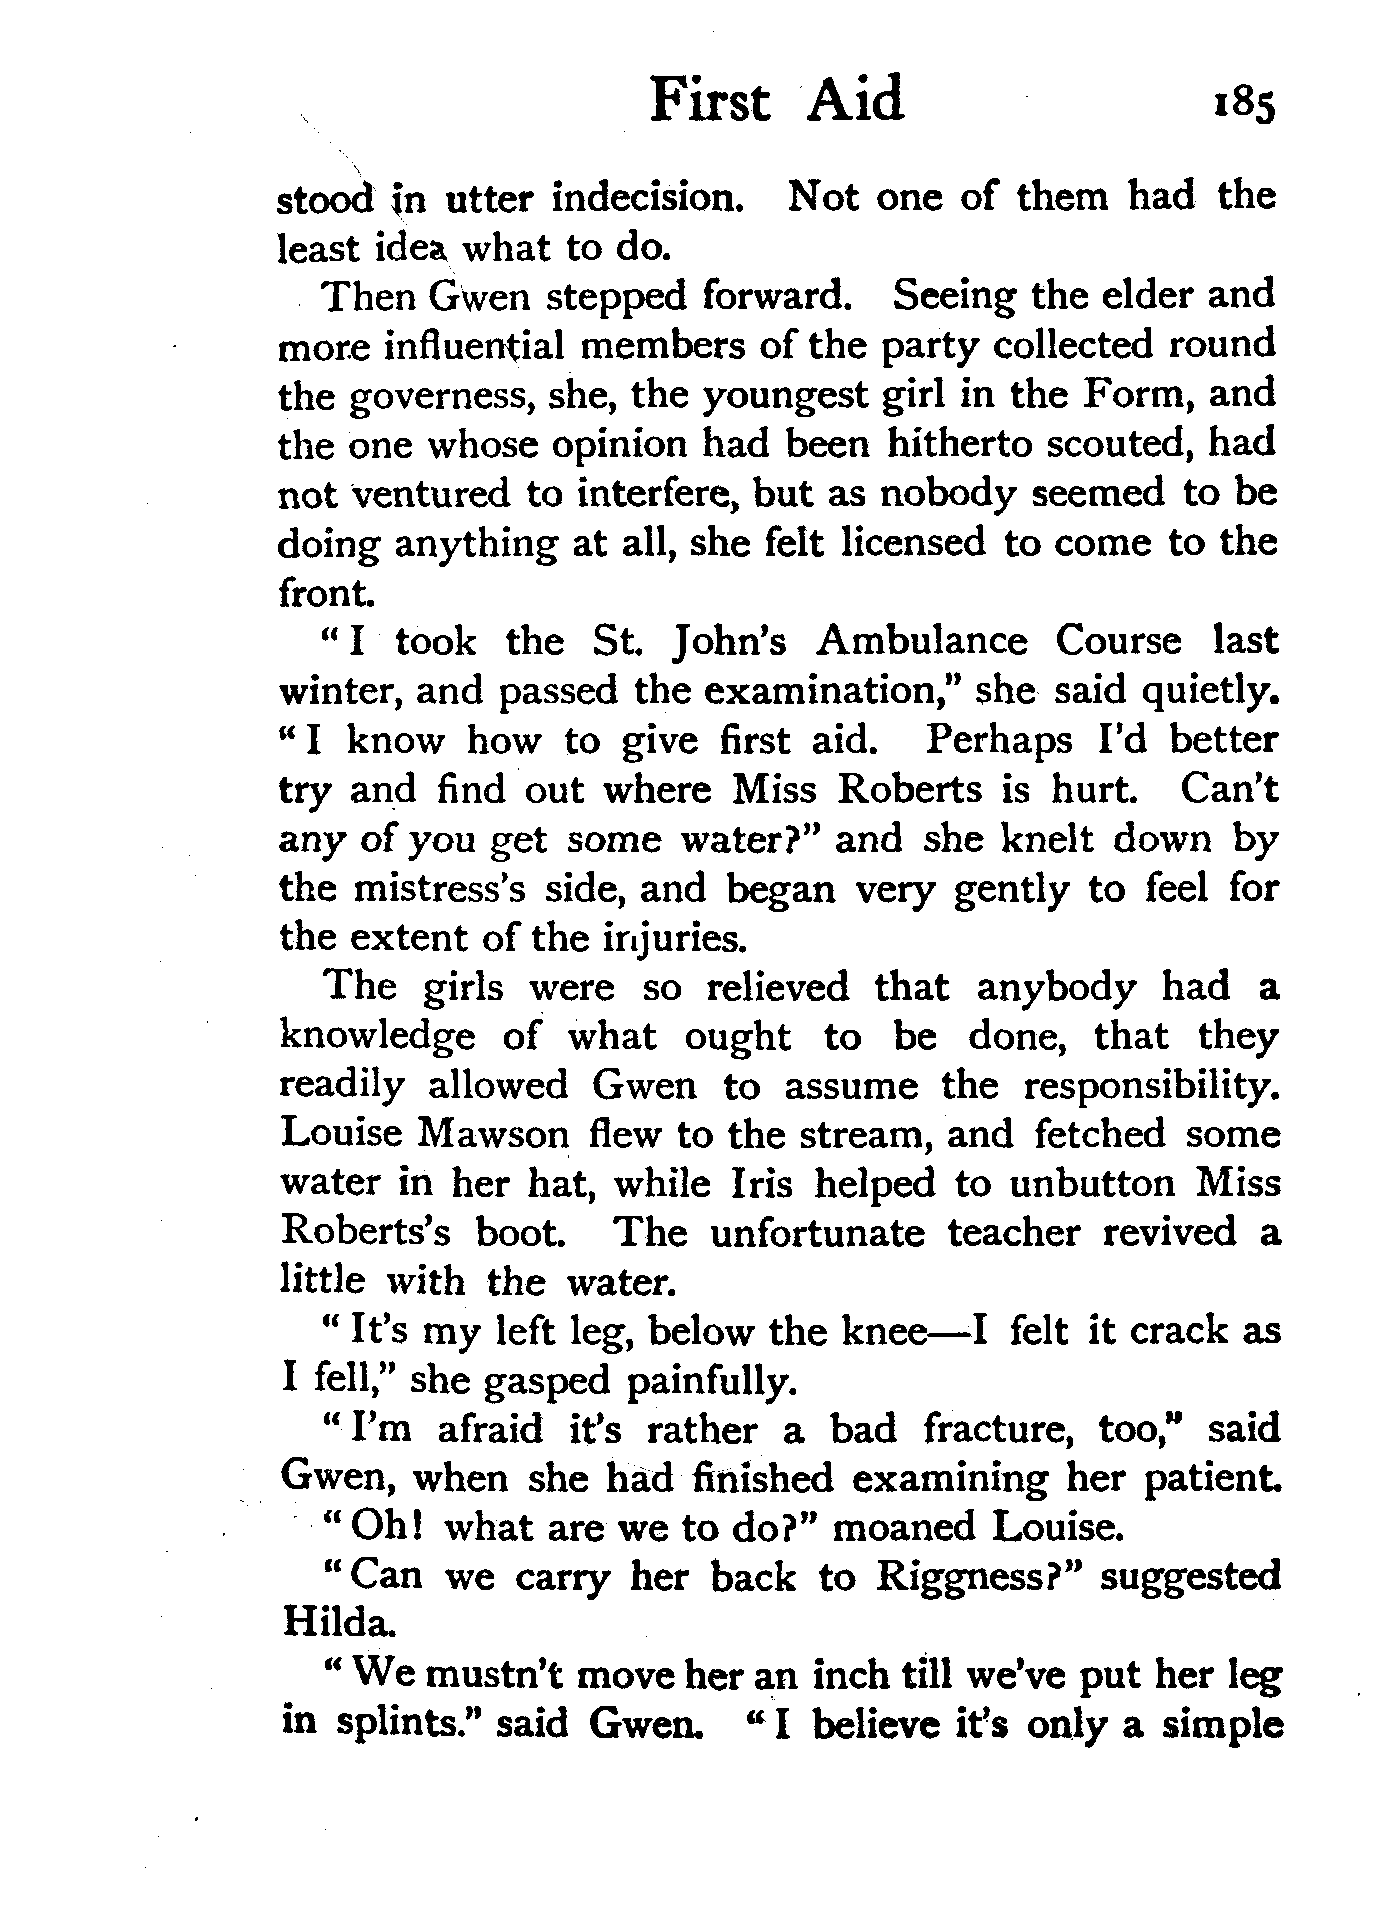 First Aid 185
stood in utter indecision. Not one of them had the
least idea what to do.
Then Gwen stepped forward. Seeing the elder and
more influential members of the party collected round
the governess, she, the youngest girl in the Form, and
the one whose opinion had been hitherto scouted, had
not ventured to interfere, but as nobody seemed to be
doing anything at all, she felt licensed to come to the
front.
“I took the St. John’s Ambulance Course last
winter, and passed the examination,” she said quietly.
“I know how to give first aid. Perhaps I’d better
try and find out where Miss Roberts is hurt. Can’t
any of you get some water?” and she knelt down by
the mistress’s side, and began very gently to feel for
the extent of the injuries.
The girls were so relieved that anybody had a
knowledge of what ought to be done, that they
readily allowed Gwen to assume the responsibility.
Louise Mawson flew to the stream, and fetched some
water in her hat, while Iris helped to unbutton Miss
Roberts’s boot. The unfortunate teacher revived a
little with the water.
“It’s my left leg, below the knee—I felt it crack as
I fell,” she gasped painfully.
“I’m afraid it’s rather a bad fracture, too,” said
Gwen, when she had finished examining her patient.
“Oh! what are we to do?” moaned Louise.
“Can we carry her back to Riggness?” suggested
Hilda.
“We mustn’t move her an inch till we’ve put her leg
in splints.” said Gwen. “I believe it’s only a simple